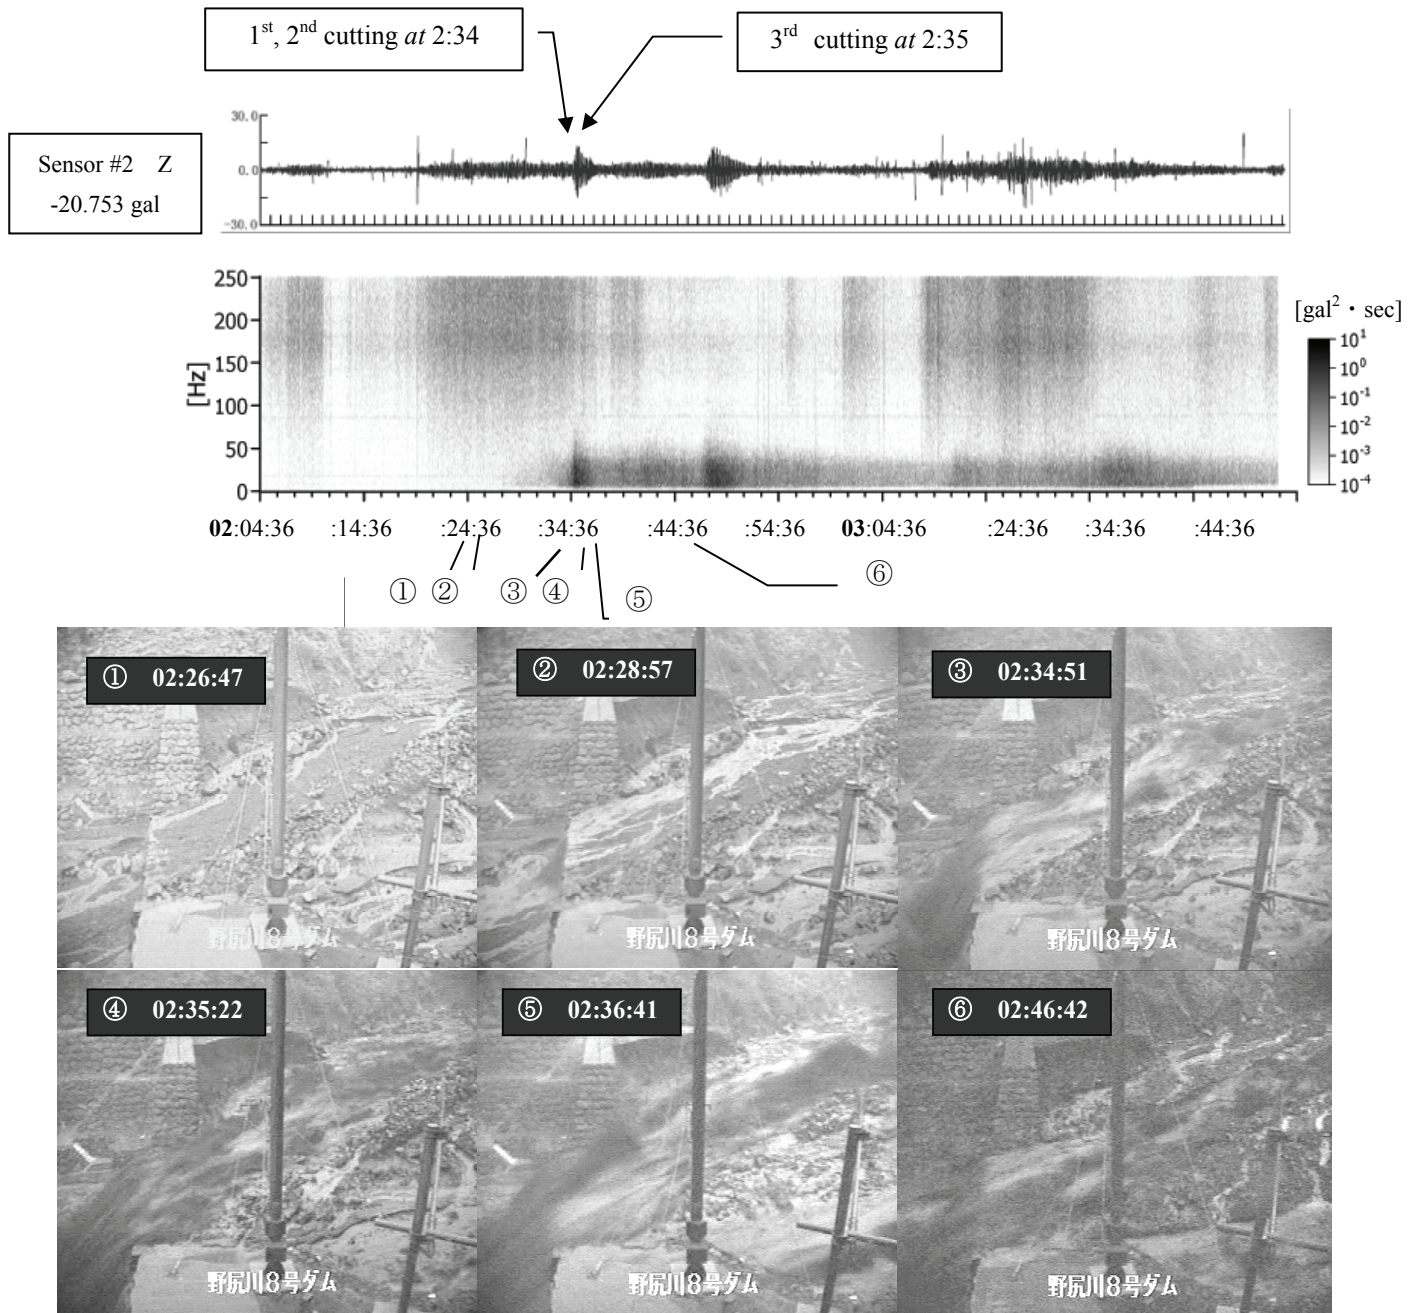 1st, 2nd cutting at 2:34
3rd cutting at 2:35
Sensor #2 Z
-20.753 gal
30.0
0.0
-30.0
250
200
150
100
50
0
[Hz]
[gal2・sec]
10^1
10^0
10^-1
10^-2
10^-3
10^-4
02:04:36 :14:36 :24:36 :34:36 :44:36 :54:36 03:04:36 :24:36 :34:36 :44:36
① ② ③ ④ ⑤ ⑥
① 02:26:47
② 02:28:57
③ 02:34:51
野尻川8号ダム
野尻川8号ダム
野尻川8号ダム
④ 02:35:22
⑤ 02:36:41
⑥ 02:46:42
野尻川8号ダム
野尻川8号ダム
野尻川8号ダム